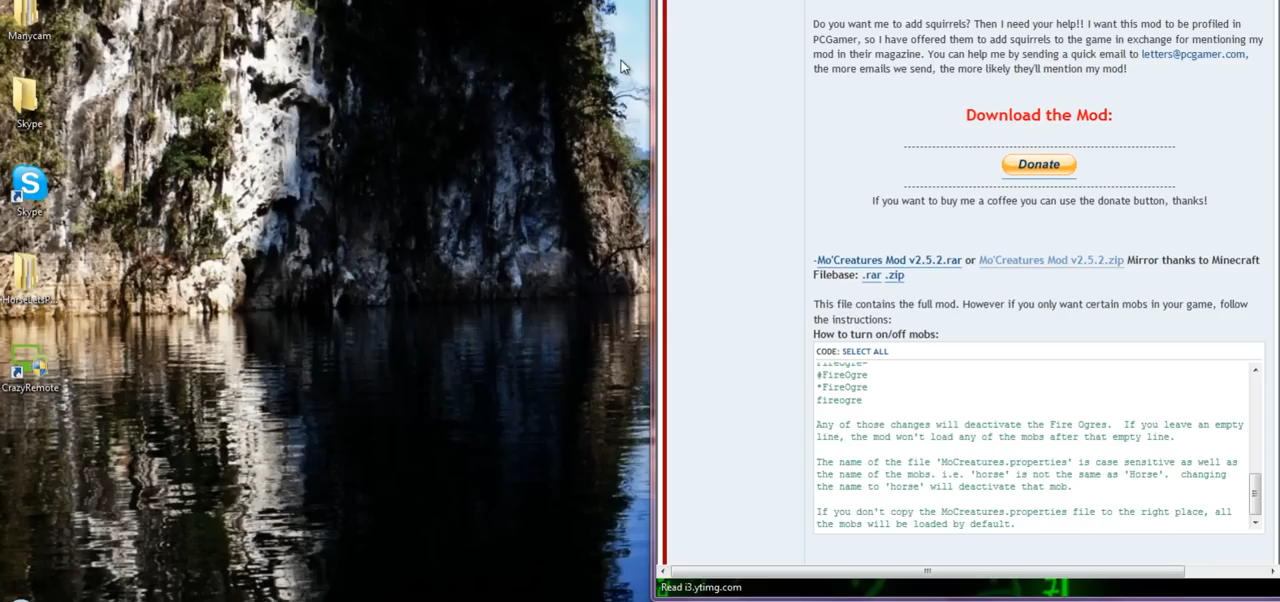 Manycam
Skype
Skype
HorseLetsP...
CrazyRemote
Do you want me to add squirrels? Then I need your help!! I want this mod to be profiled in
PCGamer, so I have offered them to add squirrels to the game in exchange for mentioning my
mod in their magazine. You can help me by sending a quick email to letters@pcgamer.com,
the more emails we send, the more likely they'll mention my mod!
Download the Mod:
Donate
If you want to buy me a coffee you can use the donate button, thanks!
-Mo'Creatures Mod v2.5.2.rar or Mo'Creatures Mod v2.5.2.zip Mirror thanks to Minecraft
Filebase: .rar .zip
This file contains the full mod. However if you only want certain mobs in your game, follow
the instructions:
How to turn on/off mobs:
CODE: SELECT ALL
#FireOgre
*FireOgre
fireogre
Any of those changes will deactivate the Fire Ogres. If you leave an empty
line, the mod won't load any of the mobs after that empty line.
The name of the file 'MoCreatures.properties' is case sensitive as well as
the name of the mobs. i.e. 'horse' is not the same as 'Horse'. changing
the name to 'horse' will deactivate that mob.
If you don't copy the MoCreatures.properties file to the right place, all
the mobs will be loaded by default.
Read i3.ytimg.com